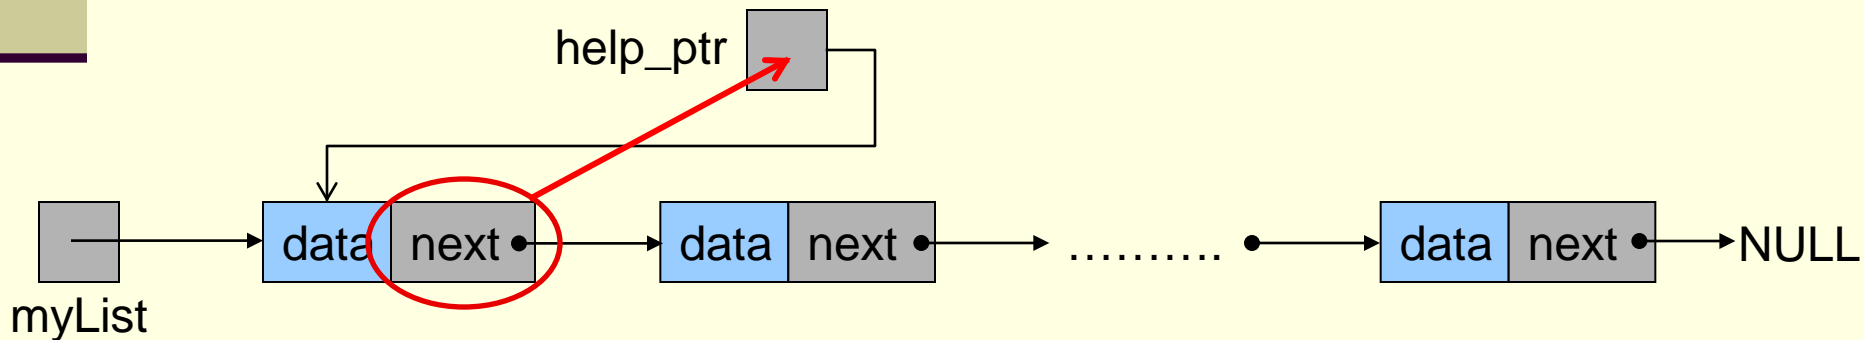 help_ptr
data next data next ………. data next NULL
myList